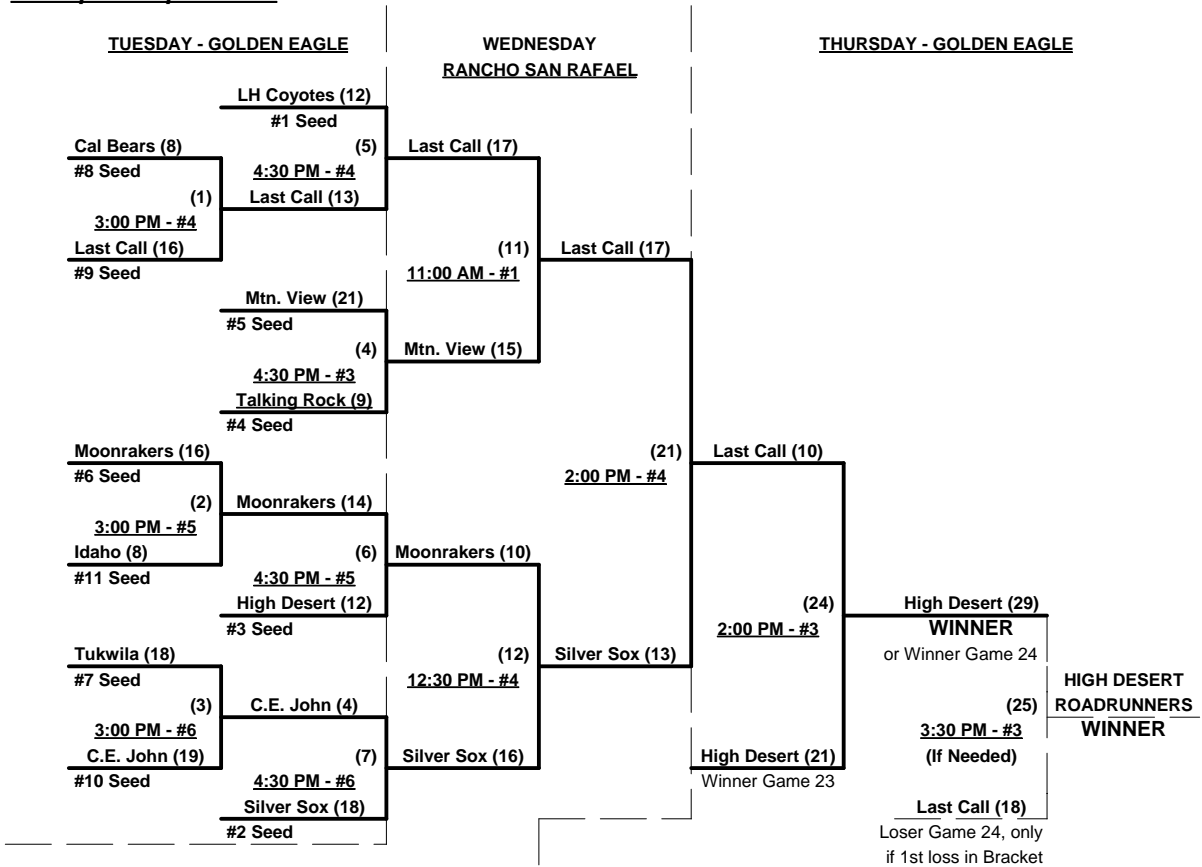 TUESDAY - GOLDEN EAGLE
WEDNESDAY
RANCHO SAN RAFAEL
THURSDAY - GOLDEN EAGLE
LH Coyotes (12)
#1 Seed
Cal Bears (8)
#8 Seed
(5)
4:30 PM - #4
Last Call (17)
(1)
3:00 PM - #4
Last Call (13)
Last Call (16)
#9 Seed
(11)
11:00 AM - #1
Last Call (17)
Mtn. View (21)
#5 Seed
(4)
4:30 PM - #3
Mtn. View (15)
Talking Rock (9)
#4 Seed
Moonrakers (16)
#6 Seed
(21)
2:00 PM - #4
Last Call (10)
(2)
3:00 PM - #5
Moonrakers (14)
Idaho (8)
#11 Seed
(6)
4:30 PM - #5
Moonrakers (10)
High Desert (12)
#3 Seed
(24)
2:00 PM - #3
High Desert (29)
WINNER
or Winner Game 24
Tukwila (18)
#7 Seed
(12)
12:30 PM - #4
Silver Sox (13)
HIGH DESERT
ROADRUNNERS
WINNER
(3)
3:00 PM - #6
C.E. John (4)
(25)
3:30 PM - #3
(If Needed)
C.E. John (19)
#10 Seed
(7)
4:30 PM - #6
Silver Sox (16)
High Desert (21)
Winner Game 23
Silver Sox (18)
#2 Seed
Last Call (18)
Loser Game 24, only
if 1st loss in Bracket